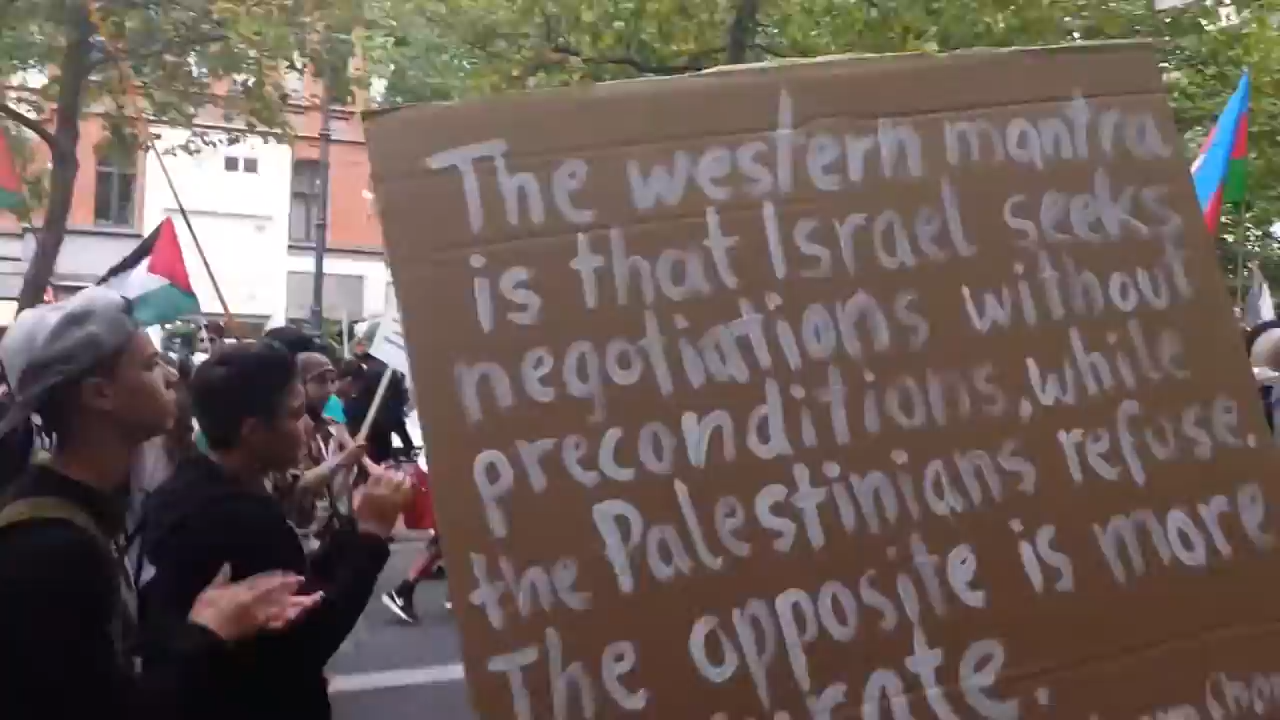 The western mantra
is that Israel seeks
negotiations without
preconditions, while
the Palestinians refuse.
The opposite is more